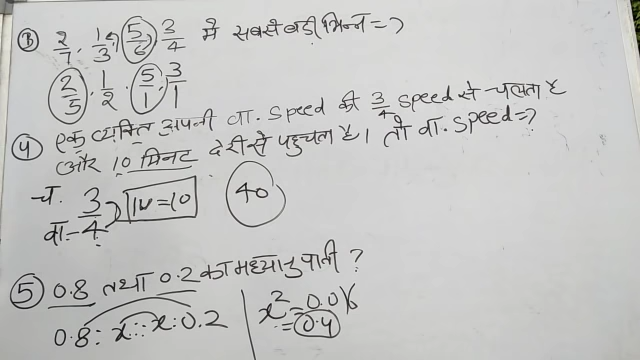 ③ 2/7, 1/3, 5/6, 3/4 में सबसे बड़ी भिन्न = ?
2/5, 1/2, 5/1, 3/1
④ एक व्यक्ति अपनी वा. speed की 3/4 speed से चलता है
और 10 मिनट देरी से पहुचता है। तो वा. speed = ?
च. 3
वा. - 4
1u = 10
40
⑤ 0.8 तथा 0.2 का मध्यानुपाती ?
0.8 : x :: x : 0.2
x² = 0.016
= 0.4